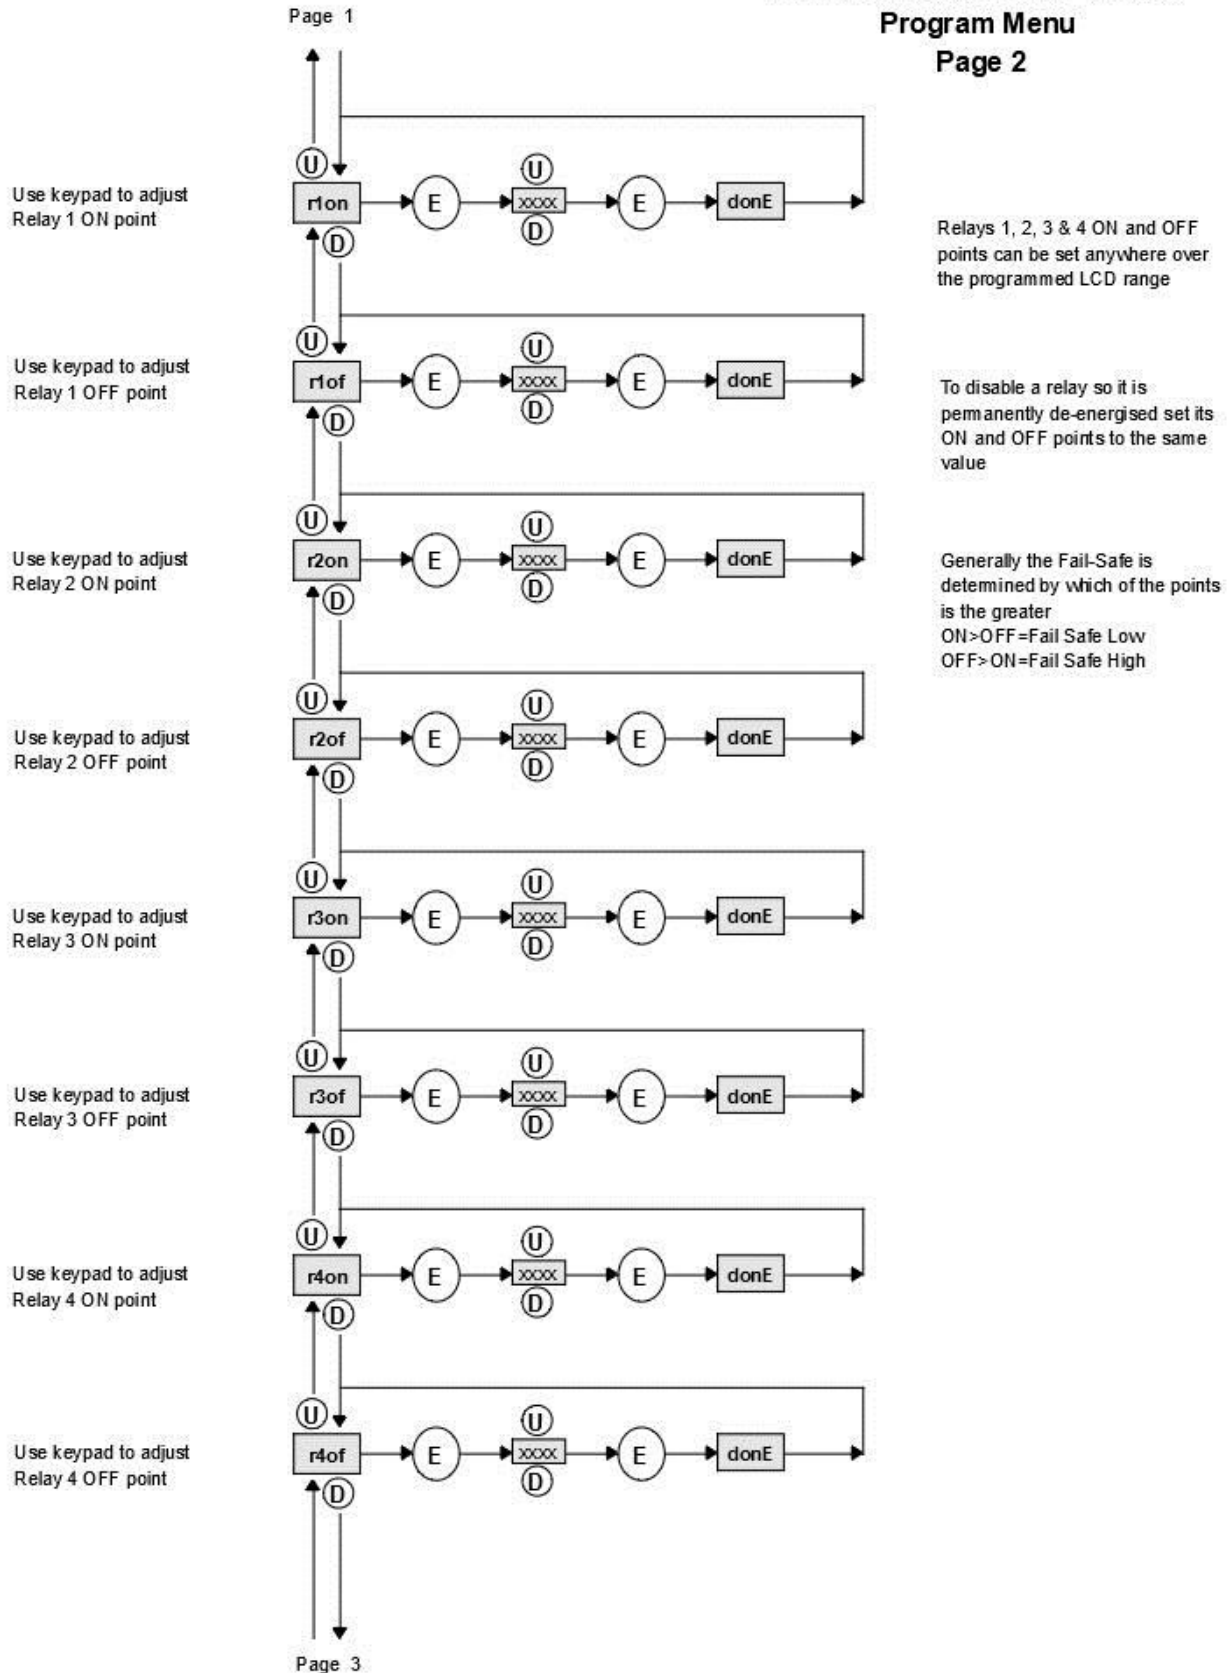 Page 1
Program Menu
Page 2
U
Use keypad to adjust
Relay 1 ON point
r1on
E
U
xxxx
D
E
donE
D
Relays 1, 2, 3 & 4 ON and OFF
points can be set anywhere over
the programmed LCD range
U
Use keypad to adjust
Relay 1 OFF point
r1of
E
U
xxxx
D
E
donE
D
To disable a relay so it is
permanently de-energised set its
ON and OFF points to the same
value
U
Use keypad to adjust
Relay 2 ON point
r2on
E
U
xxxx
D
E
donE
D
Generally the Fail-Safe is
determined by which of the points
is the greater
ON>OFF=Fail Safe Low
OFF>ON=Fail Safe High
U
Use keypad to adjust
Relay 2 OFF point
r2of
E
U
xxxx
D
E
donE
D
U
Use keypad to adjust
Relay 3 ON point
r3on
E
U
xxxx
D
E
donE
D
U
Use keypad to adjust
Relay 3 OFF point
r3of
E
U
xxxx
D
E
donE
D
U
Use keypad to adjust
Relay 4 ON point
r4on
E
U
xxxx
D
E
donE
D
U
Use keypad to adjust
Relay 4 OFF point
r4of
E
U
xxxx
D
E
donE
D
Page 3